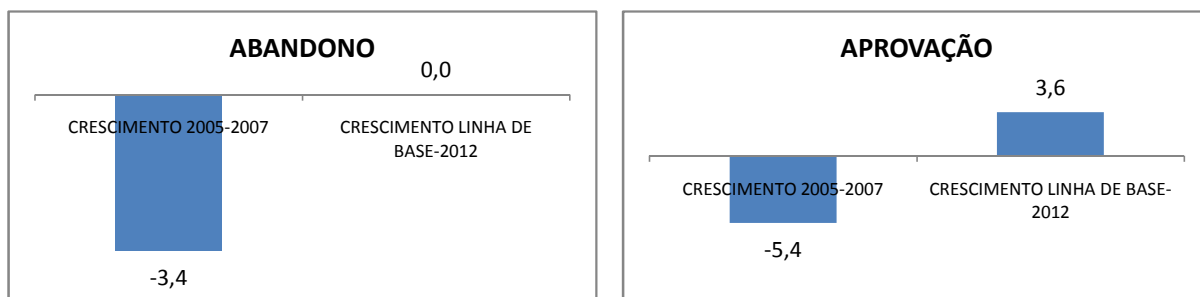 ABANDONO
0,0
CRESCIMENTO 2005-2007
CRESCIMENTO LINHA DE
BASE-2012
-3,4
APROVAÇÃO
3,6
CRESCIMENTO 2005-2007
CRESCIMENTO LINHA DE BASE-
2012
-5,4